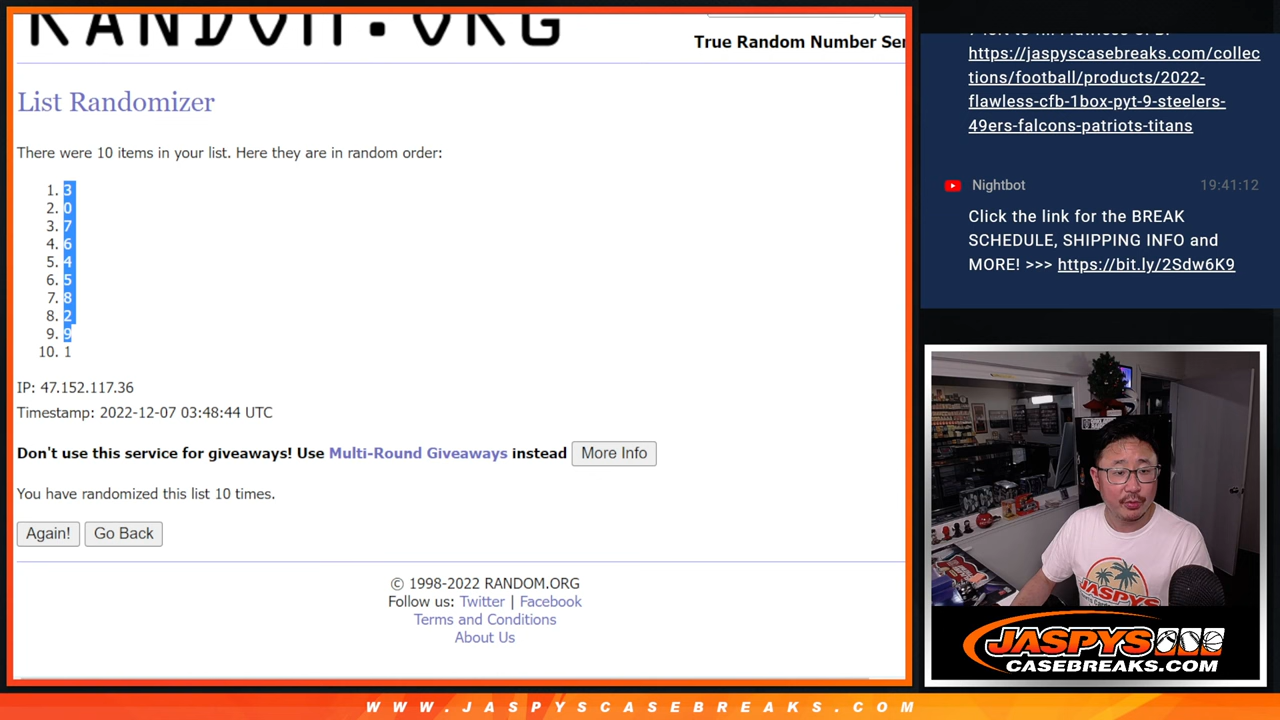 RANDOM.ORG
True Random Number Ser
List Randomizer
There were 10 items in your list. Here they are in random order:
1. 3
2. 0
3. 7
4. 6
5. 4
6. 5
7. 8
8. 2
9. 9
10. 1
IP: 47.152.117.36
Timestamp: 2022-12-07 03:48:44 UTC
Don't use this service for giveaways! Use Multi-Round Giveaways instead More Info
You have randomized this list 10 times.
Again! Go Back
© 1998-2022 RANDOM.ORG
Follow us: Twitter | Facebook
Terms and Conditions
About Us
https://jaspyscasebreaks.com/collec
tions/football/products/2022-
flawless-cfb-1box-pyt-9-steelers-
49ers-falcons-patriots-titans
Nightbot 19:41:12
Click the link for the BREAK
SCHEDULE, SHIPPING INFO and
MORE! >>> https://bit.ly/2Sdw6K9
JASPYS
JASPYS
CASEBREAKS.COM
WWW.JASPYSCASEBREAKS.COM